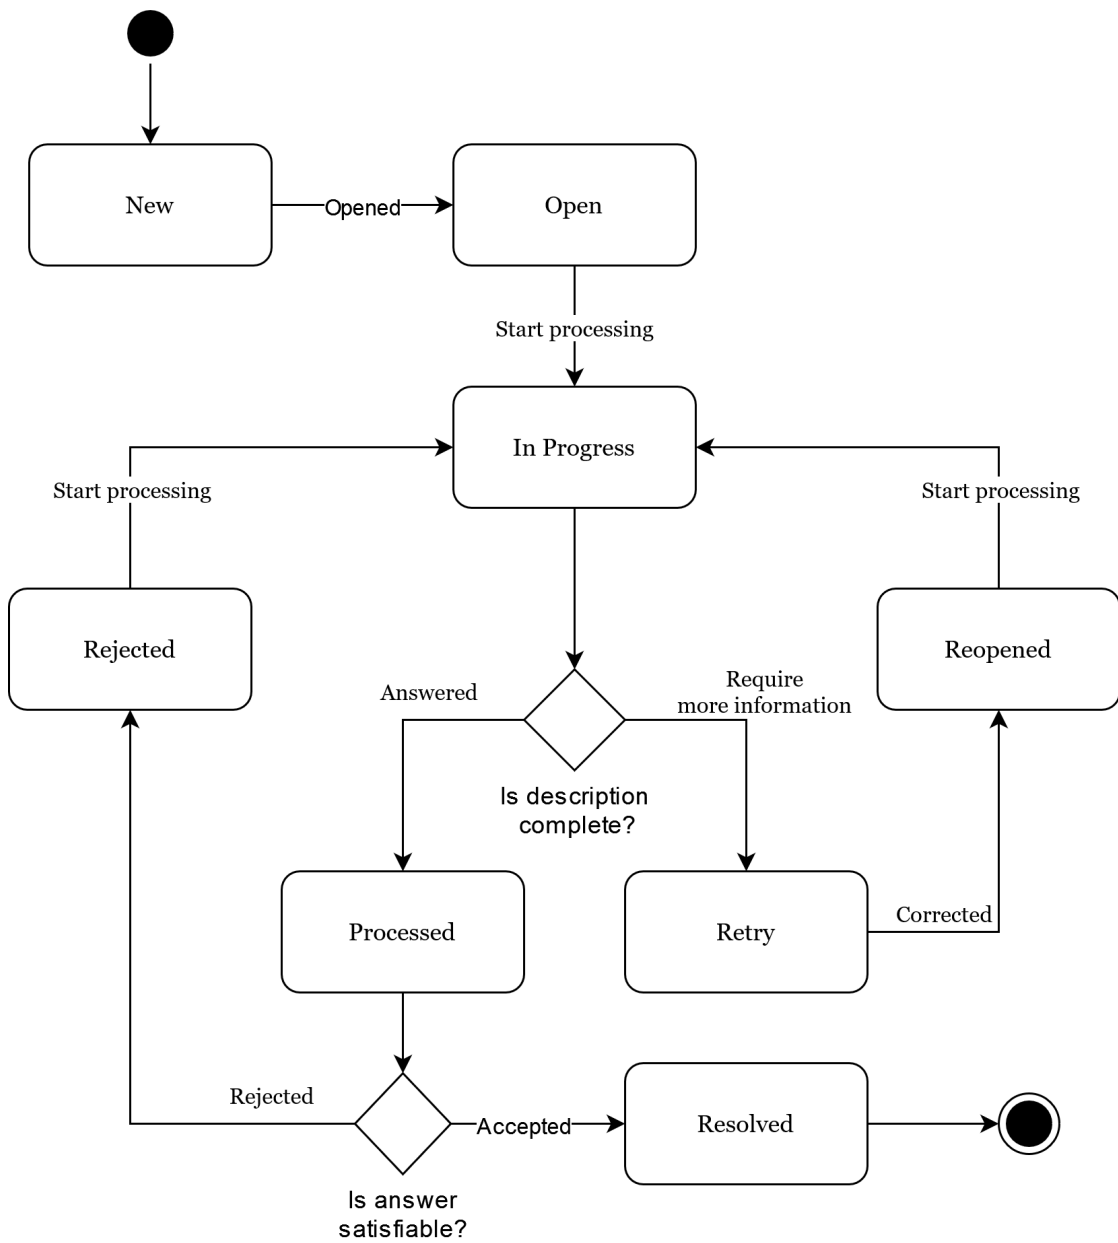 New
Opened
Open
Start processing
In Progress
Start processing
Start processing
Rejected
Reopened
Answered
Require
more information
Is description
complete?
Processed
Retry
Corrected
Rejected
Accepted
Resolved
Is answer
satisfiable?